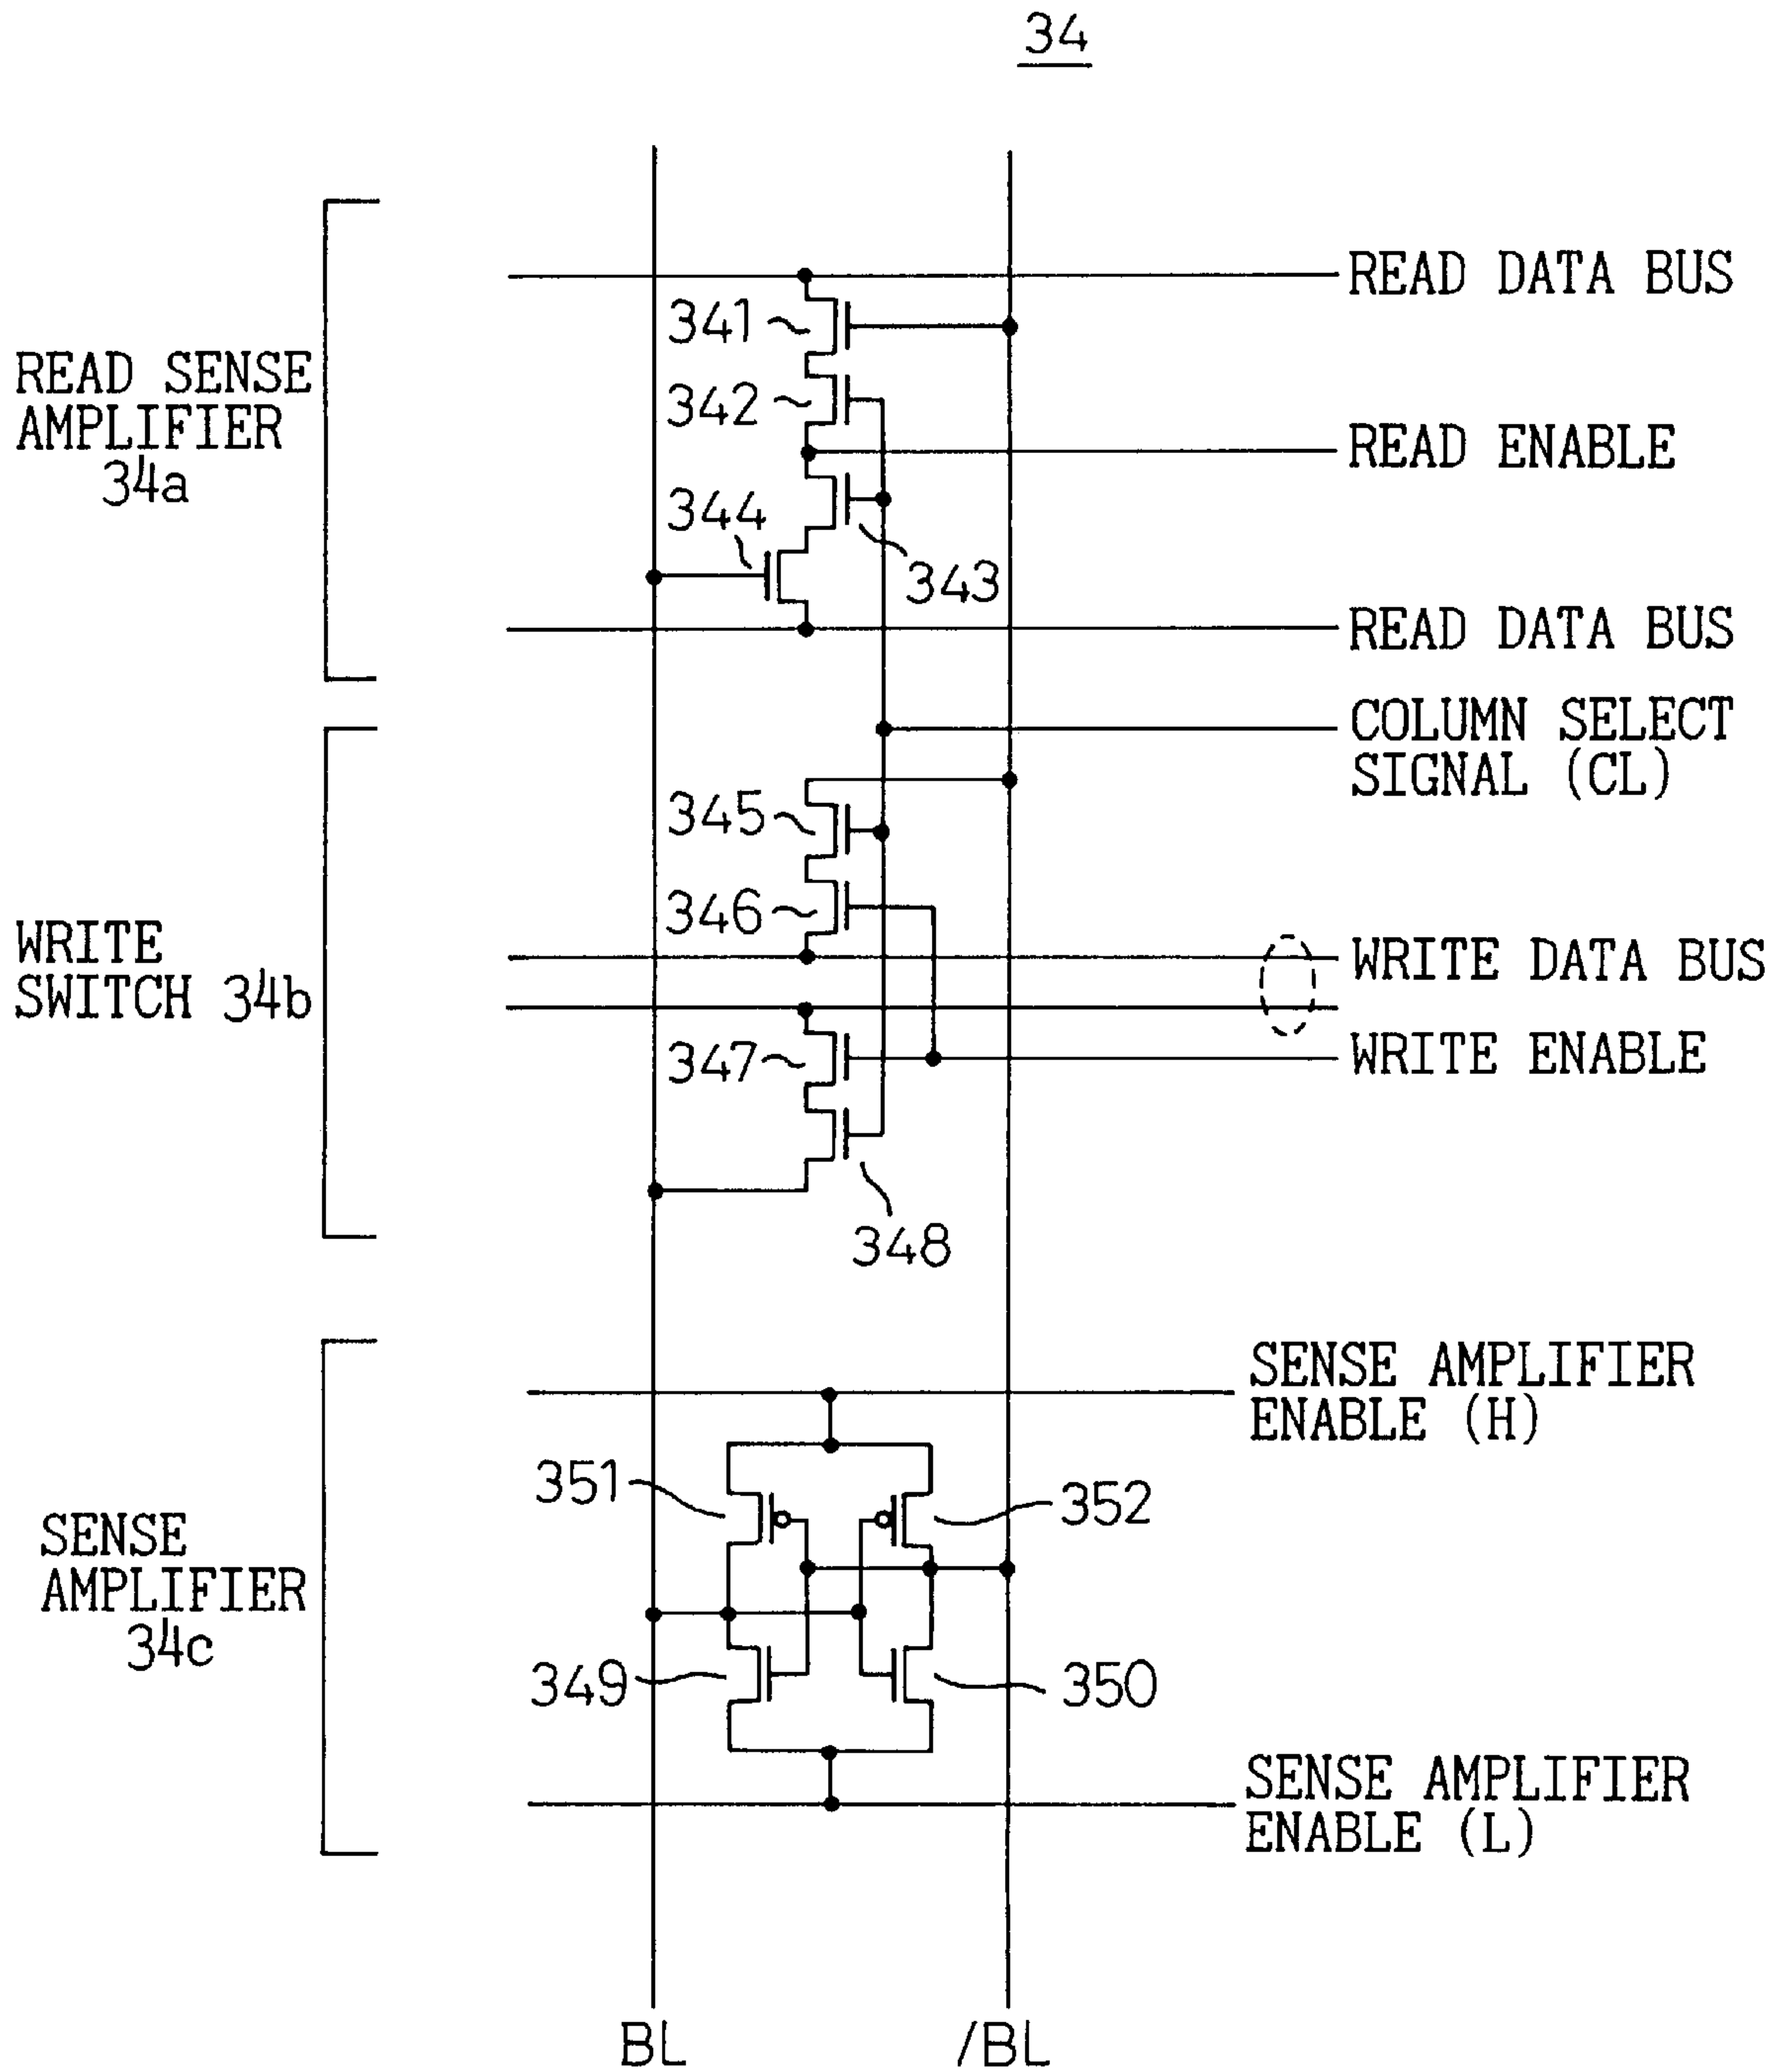 34
READ DATA BUS
341
READ SENSE
AMPLIFIER
34a
342
READ ENABLE
344
343
READ DATA BUS
COLUMN SELECT
SIGNAL (CL)
345
346
WRITE
SWITCH 34b
WRITE DATA BUS
347
WRITE ENABLE
348
SENSE AMPLIFIER
ENABLE (H)
351
352
SENSE
AMPLIFIER
34c
349
350
SENSE AMPLIFIER
ENABLE (L)
BL
/BL